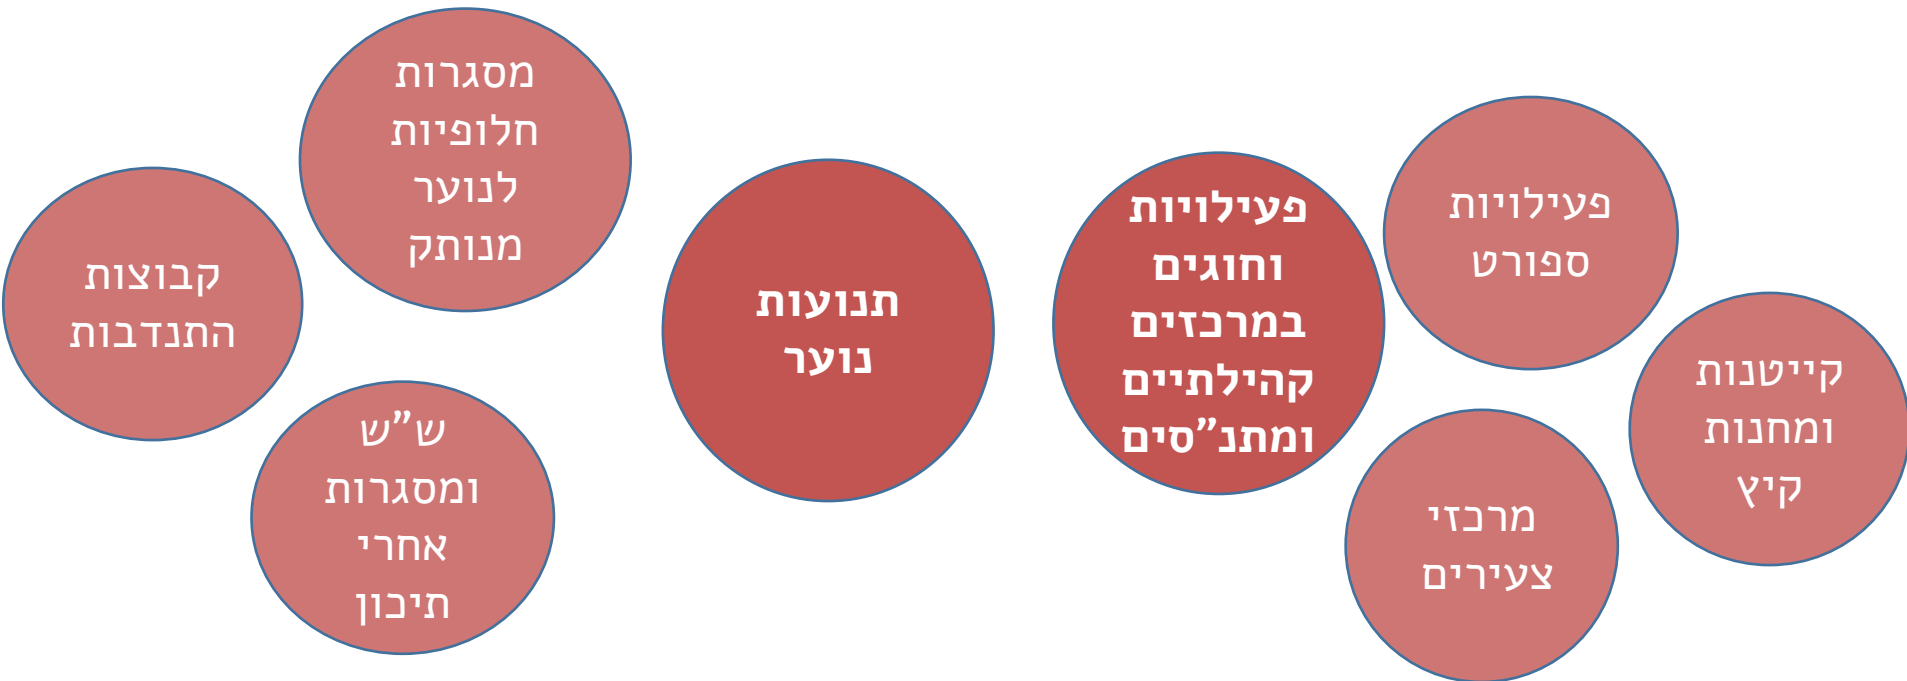 פעילויות
ספורט
קייטנות
ומחנות
קיץ
מרכזי
צעירים
פעילויות
וחוגים
במרכזים
קהילתיים
ומתנ"סים
תנועות
נוער
מסגרות
חלופיות
לנוער
מנותק
קבוצות
התנדבות
ש"ש
ומסגרות
אחרי
תיכון